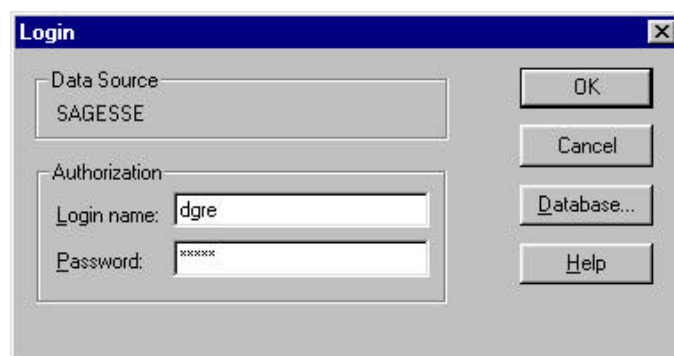 Login
Data Source
SAGESSE
OK
Cancel
Authorization
Login name: dgre
Database...
Password: *****
Help